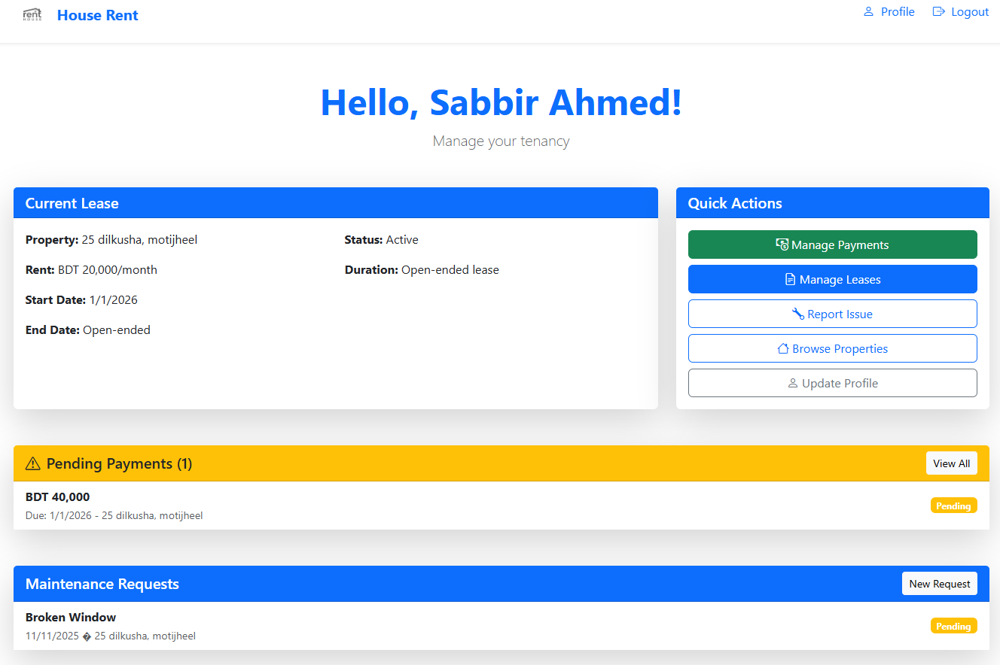 rent
HOUSE
House Rent
Profile
Logout
Hello, Sabbir Ahmed!
Manage your tenancy
Current Lease
Property: 25 dilkusha, motijheel
Status: Active
Rent: BDT 20,000/month
Duration: Open-ended lease
Start Date: 1/1/2026
End Date: Open-ended
Quick Actions
Manage Payments
Manage Leases
Report Issue
Browse Properties
Update Profile
Pending Payments (1)
View All
BDT 40,000
Due: 1/1/2026 - 25 dilkusha, motijheel
Pending
Maintenance Requests
New Request
Broken Window
11/11/2025 � 25 dilkusha, motijheel
Pending